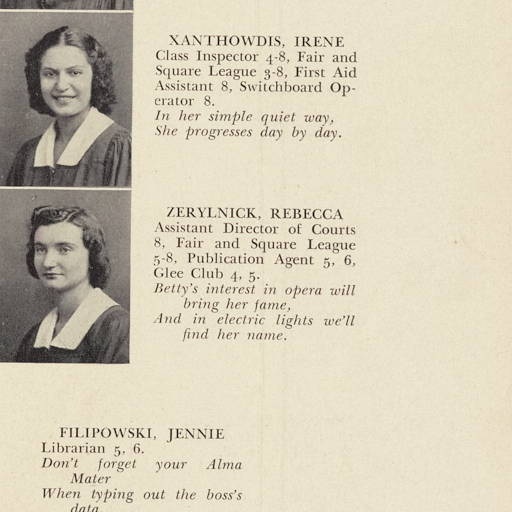 XANTHOWDIS, IRENE
Class Inspector 4-8, Fair and
Square League 3-8, First Aid
Assistant 8, Switchboard Op-
erator 8.
In her simple quiet way,
She progresses day by day.
ZERYLNICK, REBECCA
Assistant Director of Courts
8, Fair and Square League
5-8, Publication Agent 5, 6,
Glee Club 4, 5.
Betty's interest in opera will
bring her fame,
And in electric lights we'll
find her name.
FILIPOWSKI, JENNIE
Librarian 5, 6.
Don't forget your Alma
Mater
When typing out the boss's
data.